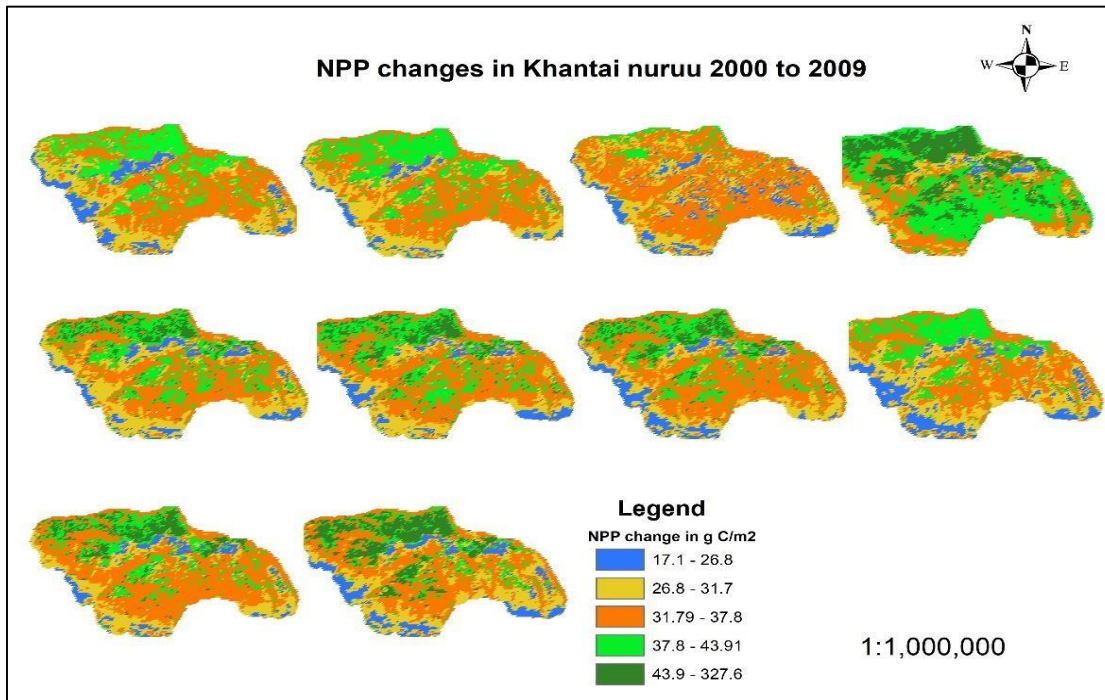 N
NPP changes in Khantai nuruu 2000 to 2009
W E
S
Legend
NPP change in g C/m2
17.1 - 26.8
26.8 - 31.7
31.79 - 37.8
37.8 - 43.91
43.9 - 327.6
1:1,000,000